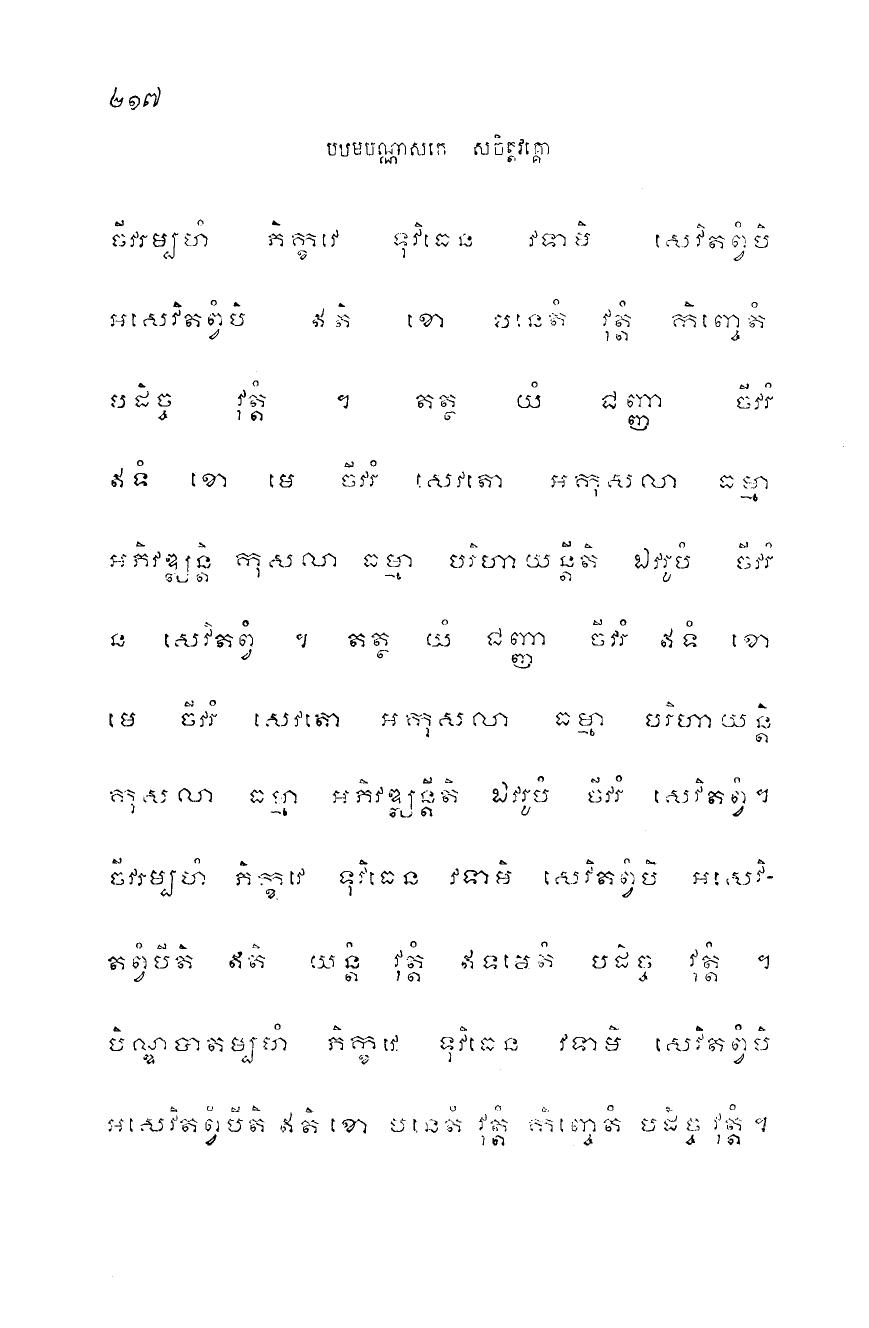 ២១៧
បឋមបណ្ណាសកេ សចិត្តវគ្គោ
ចីវរម្បហំ ភិក្ខវេ ទុវិធេន វទាមិ សេវិតព្វំបិ
អសេវិតព្វំបិ ឥតិ ខោ បនេតំ វុត្តំ កិញ្ចេតំ
បដិច្ច វុត្តំ ។ តត្ថ យំ ជញ្ញា ចីវរំ
ឥទំ ខោ មេ ចីវរំ សេវតោ អកុសលា ធម្មា
អភិវឌ្ឍន្តិ កុសលា ធម្មា បរិហាយន្តីតិ ឯវរូបំ ចីវរំ
ន សេវិតព្វំ ។ តត្ថ យំ ជញ្ញា ចីវរំ ឥទំ ខោ
មេ ចីវរំ សេវតោ អកុសលា ធម្មា បរិហាយន្តិ
កុសលា ធម្មា អភិវឌ្ឍន្តីតិ ឯវរូបំ ចីវរំ សេវិតព្វំ។
ចីវរម្បហំ ភិក្ខវេ ទុវិធេន វទាមិ សេវិតព្វំបិ អសេវិ-
តព្វំបីតិ ឥតិ យន្តំ វុត្តំ ឥទមេតំ បដិច្ច វុត្តំ ។
បិណ្ឌបាតម្បហំ ភិក្ខវេ ទុវិធេន វទាមិ សេវិតព្វំបិ
អសេវិតព្វំបីតិ ឥតិ ខោ បនេតំ វុត្តំ កិញ្ចេតំ បដិច្ច វុត្តំ។